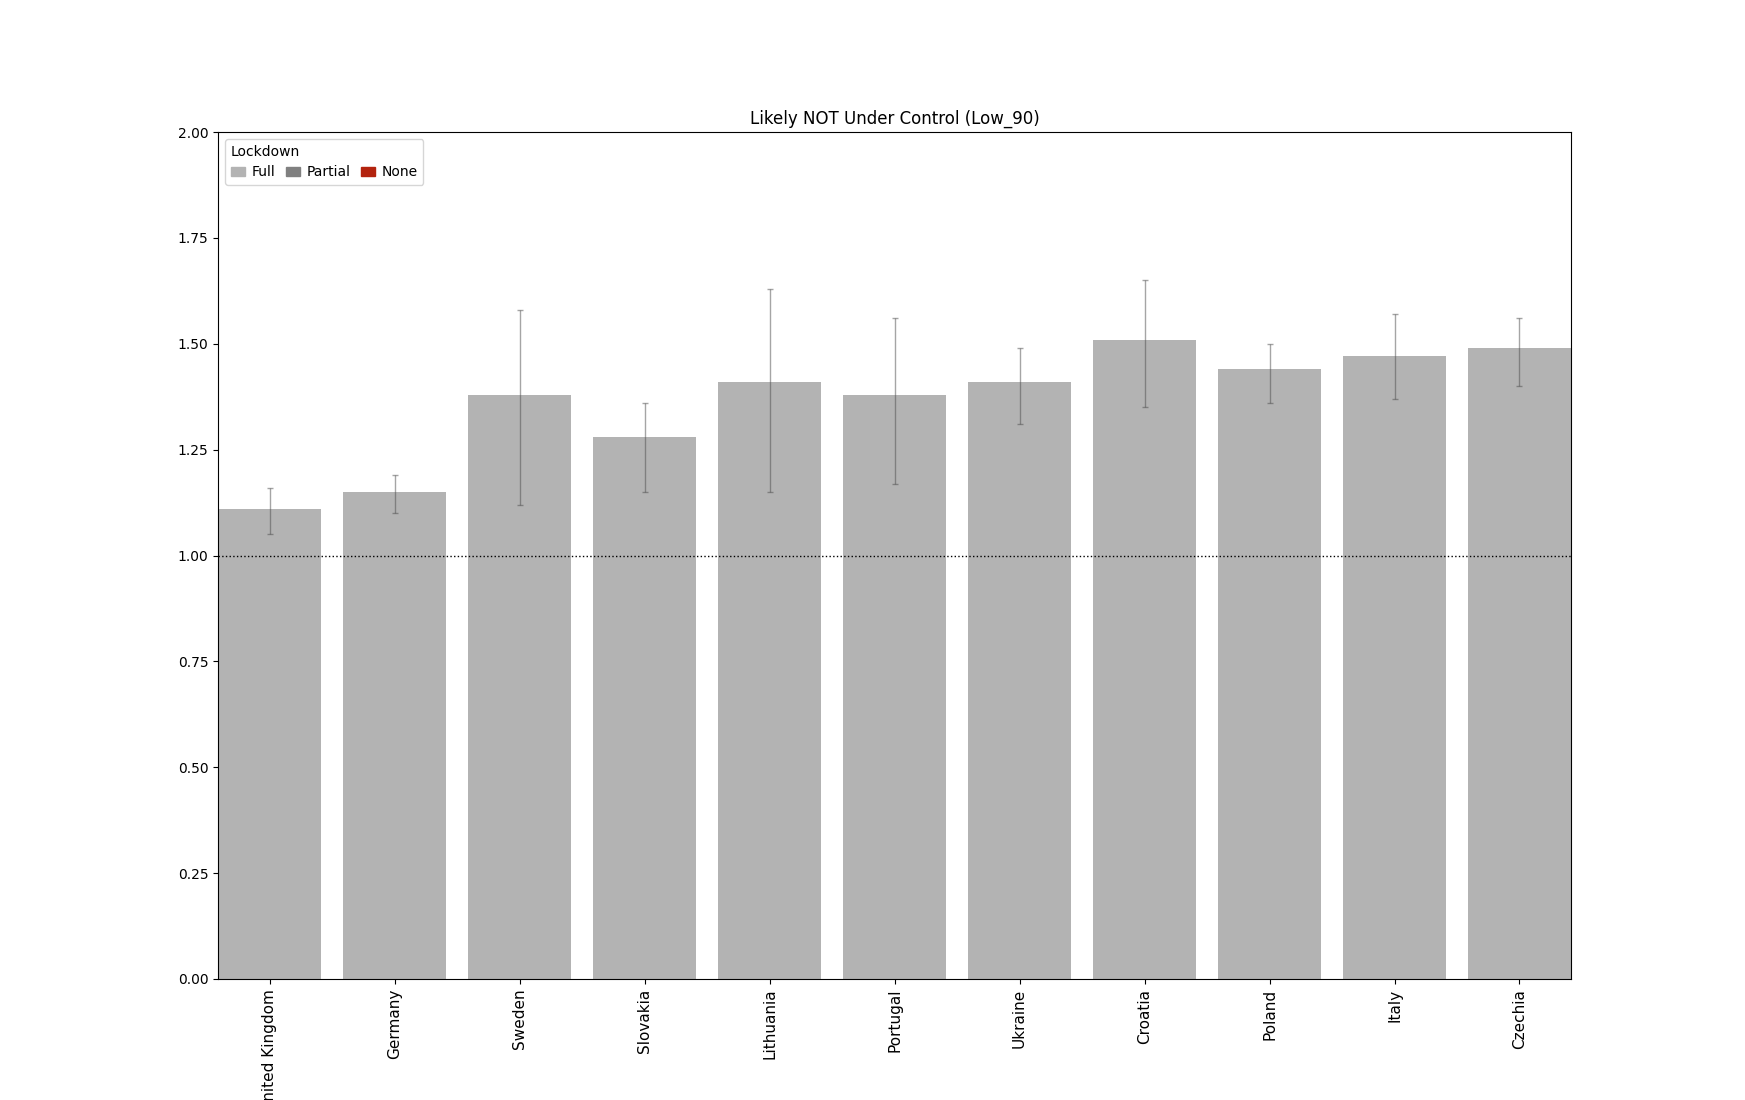 Likely NOT Under Control (Low_90)
2.00
Lockdown
Full Partial None
1.75
1.50
1.25
1.00
0.75
0.50
0.25
0.00
nited Kingdom
Germany
Sweden
Slovakia
Lithuania
Portugal
Ukraine
Croatia
Poland
Italy
Czechia